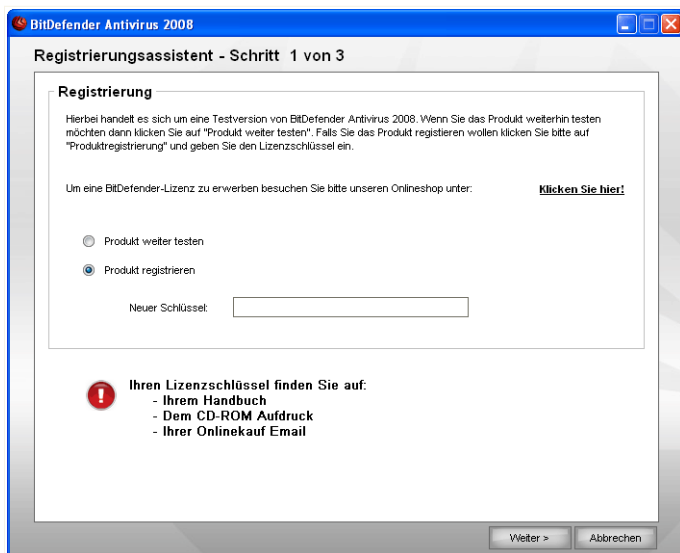 BitDefender Antivirus 2008
Registrierungsassistent - Schritt 1 von 3
Registrierung
Hierbei handelt es sich um eine Testversion von BitDefender Antivirus 2008. Wenn Sie das Produkt weiterhin testen
möchten dann klicken Sie auf "Produkt weiter testen". Falls Sie das Produkt registieren wollen klicken Sie bitte auf
"Produktregistrierung" und geben Sie den Lizenzschlüssel ein.
Um eine BitDefender-Lizenz zu erwerben besuchen Sie bitte unseren Onlineshop unter: Klicken Sie hier!
Produkt weiter testen
Produkt registrieren
Neuer Schlüssel:
Ihren Lizenzschlüssel finden Sie auf:
- Ihrem Handbuch
- Dem CD-ROM Aufdruck
- Ihrer Onlinekauf Email
Weiter > Abbrechen